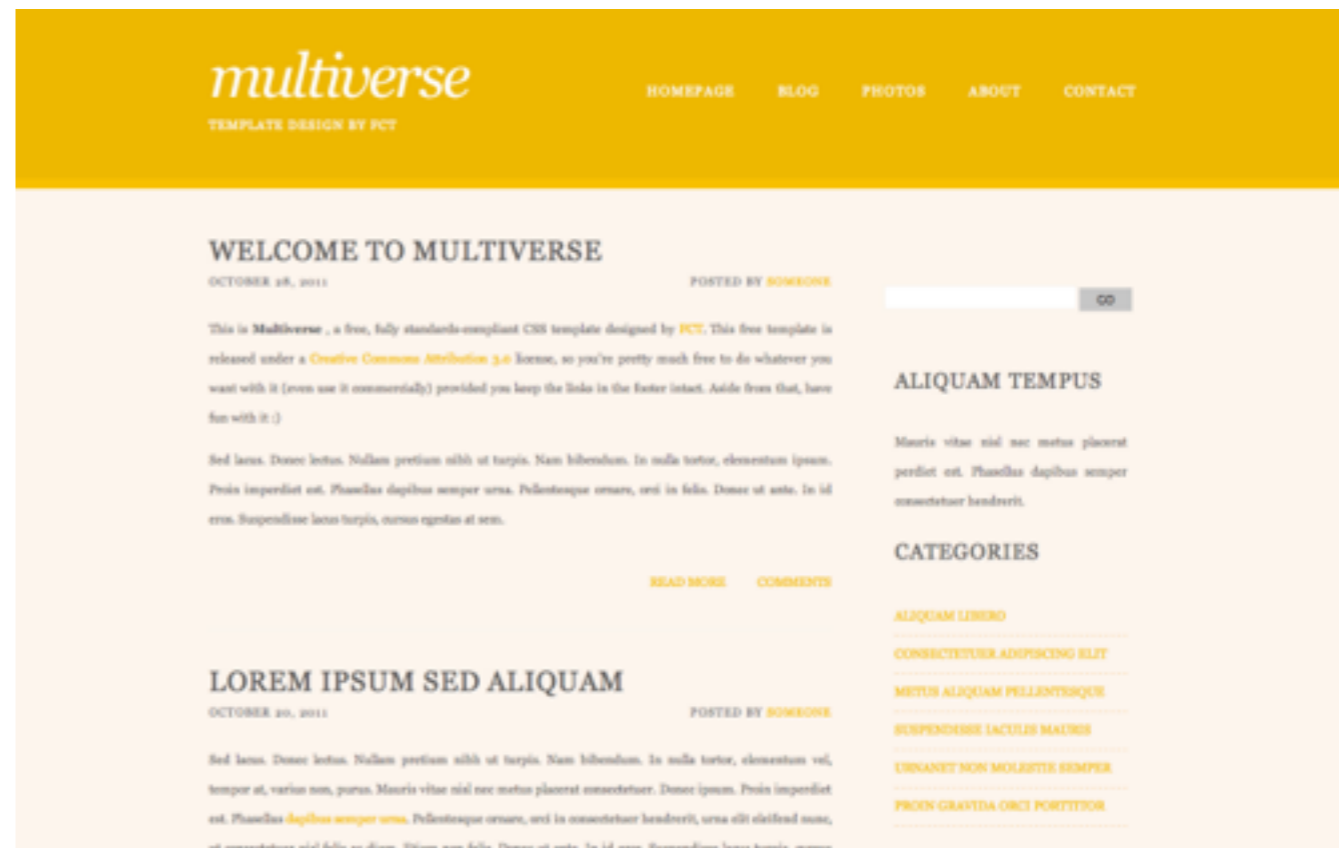 multiverse
TEMPLATE DESIGN BY FCT
HOMEPAGE BLOG PHOTOS ABOUT CONTACT
WELCOME TO MULTIVERSE
OCTOBER 28, 2011 POSTED BY SOMEONE
This is Multiverse , a free, fully standards-compliant CSS template designed by FCT. This free template is
released under a Creative Commons Attribution 3.0 license, so you're pretty much free to do whatever you
want with it (even use it commercially) provided you keep the links in the footer intact. Aside from that, have
fun with it :)
Sed lacus. Donec lectus. Nullam pretium nibh ut turpis. Nam bibendum. In nulla tortor, elementum ipsum.
Proin imperdiet est. Phasellus dapibus semper urna. Pellentesque ornare, orci in felis. Donec ut ante. In id
eros. Suspendisse lacus turpis, cursus egestas at sem.
READ MORE COMMENTS
LOREM IPSUM SED ALIQUAM
OCTOBER 20, 2011 POSTED BY SOMEONE
Sed lacus. Donec lectus. Nullam pretium nibh ut turpis. Nam bibendum. In nulla tortor, elementum vel,
tempor at, varius non, purus. Mauris vitae nisl nec metus placerat consectetuer. Donec ipsum. Proin imperdiet
est. Phasellus dapibus semper urna. Pellentesque ornare, orci in consectetuer hendrerit, urna elit eleifend nunc,
GO
ALIQUAM TEMPUS
Mauris vitae nisl nec metus placerat
perdiet est. Phasellus dapibus semper
consectetuer hendrerit.
CATEGORIES
ALIQUAM LIBERO
CONSECTETUER ADIPISCING ELIT
METUS ALIQUAM PELLENTESQUE
SUSPENDISSE IACULIS MAURIS
URNANET NON MOLESTIE SEMPER
PROIN GRAVIDA ORCI PORTTITOR